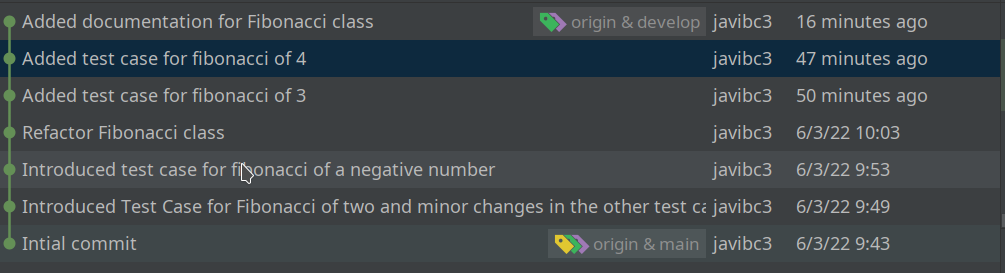 Added documentation for Fibonacci class origin & develop javibc3 16 minutes ago
Added test case for fibonacci of 4 javibc3 47 minutes ago
Added test case for fibonacci of 3 javibc3 50 minutes ago
Refactor Fibonacci class javibc3 6/3/22 10:03
Introduced test case for fibonacci of a negative number javibc3 6/3/22 9:53
Introduced Test Case for Fibonacci of two and minor changes in the other test ca javibc3 6/3/22 9:49
Intial commit origin & main javibc3 6/3/22 9:43